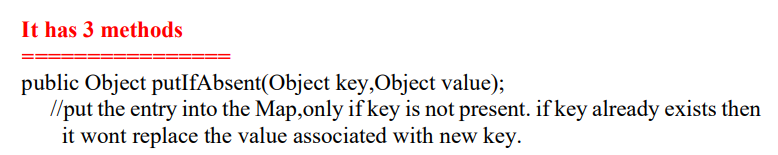 It has 3 methods
================
public Object putIfAbsent(Object key,Object value);
//put the entry into the Map,only if key is not present. if key already exists then
it wont replace the value associated with new key.